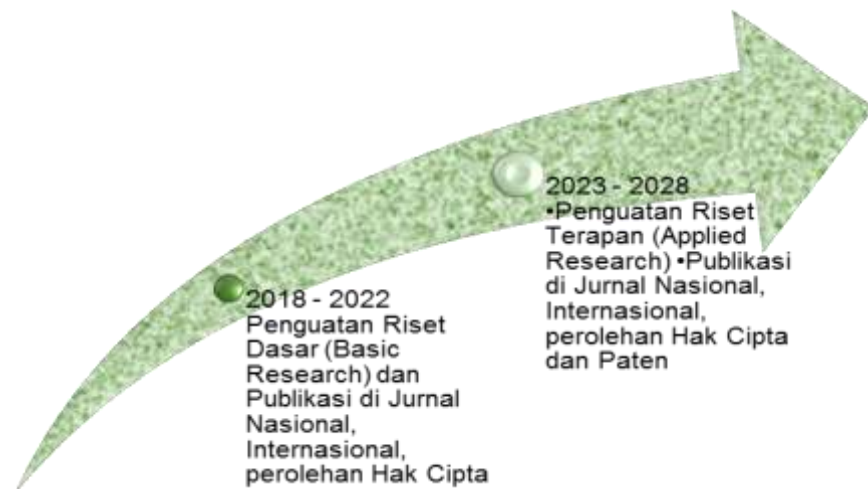 2018 - 2022
Penguatan Riset
Dasar (Basic
Research) dan
Publikasi di Jurnal
Nasional,
Internasional,
perolehan Hak Cipta
2023 - 2028
•Penguatan Riset
Terapan (Applied
Research) •Publikasi
di Jurnal Nasional,
Internasional,
perolehan Hak Cipta
dan Paten